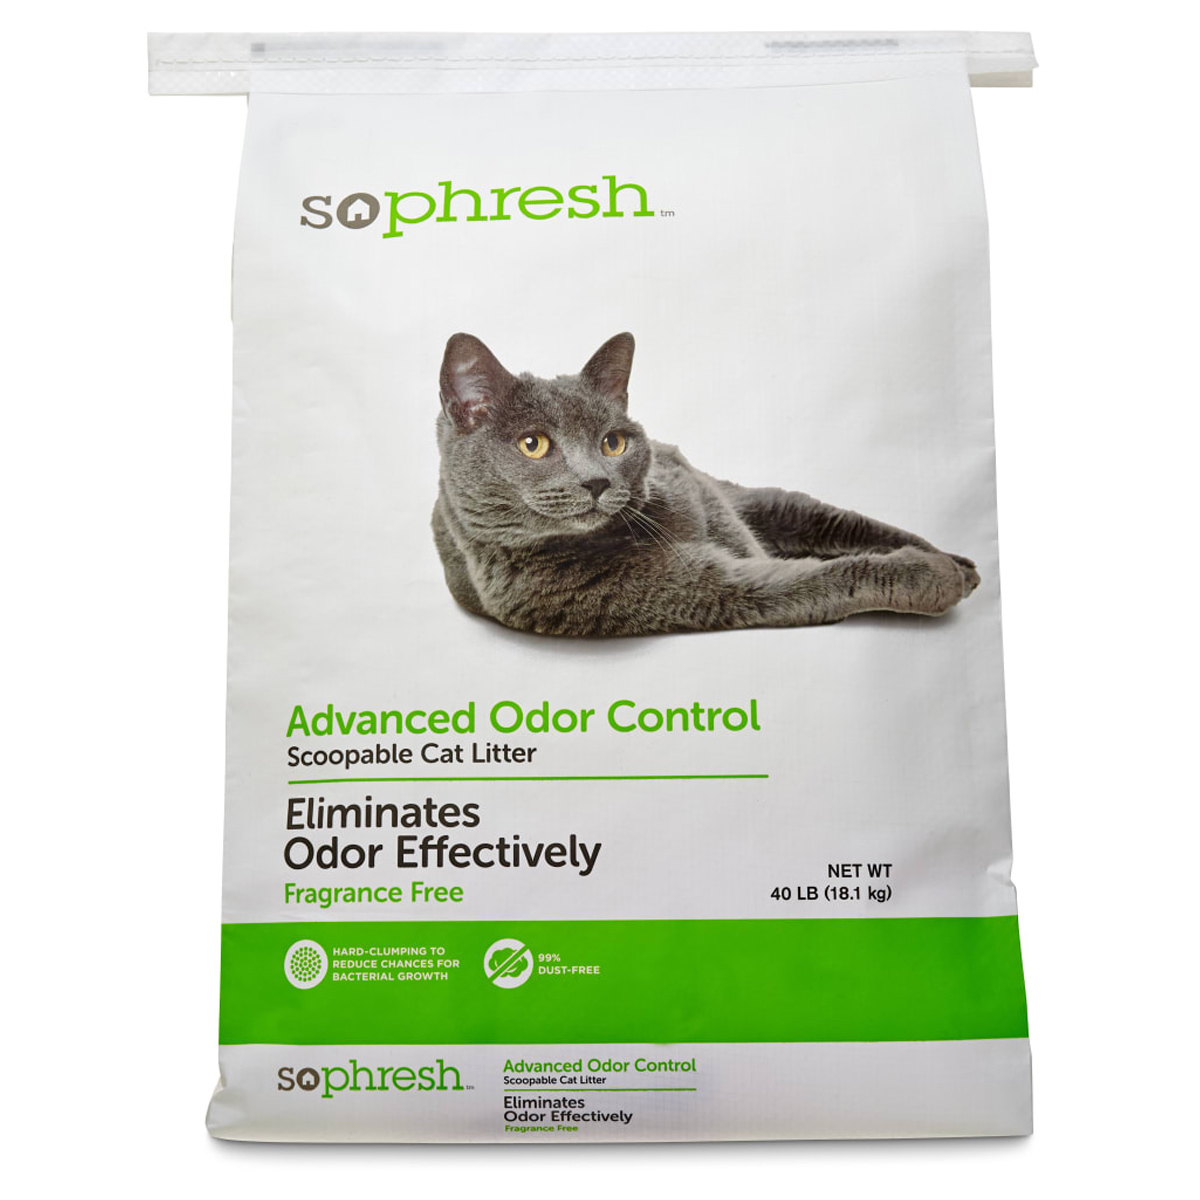 sophresh tm
Advanced Odor Control
Scoopable Cat Litter
Eliminates
Odor Effectively
Fragrance Free
NET WT
40 LB (18.1 kg)
HARD-CLUMPING TO
REDUCE CHANCES FOR
BACTERIAL GROWTH
99%
DUST-FREE
sophresh tm
Advanced Odor Control
Scoopable Cat Litter
Eliminates
Odor Effectively
Fragrance Free